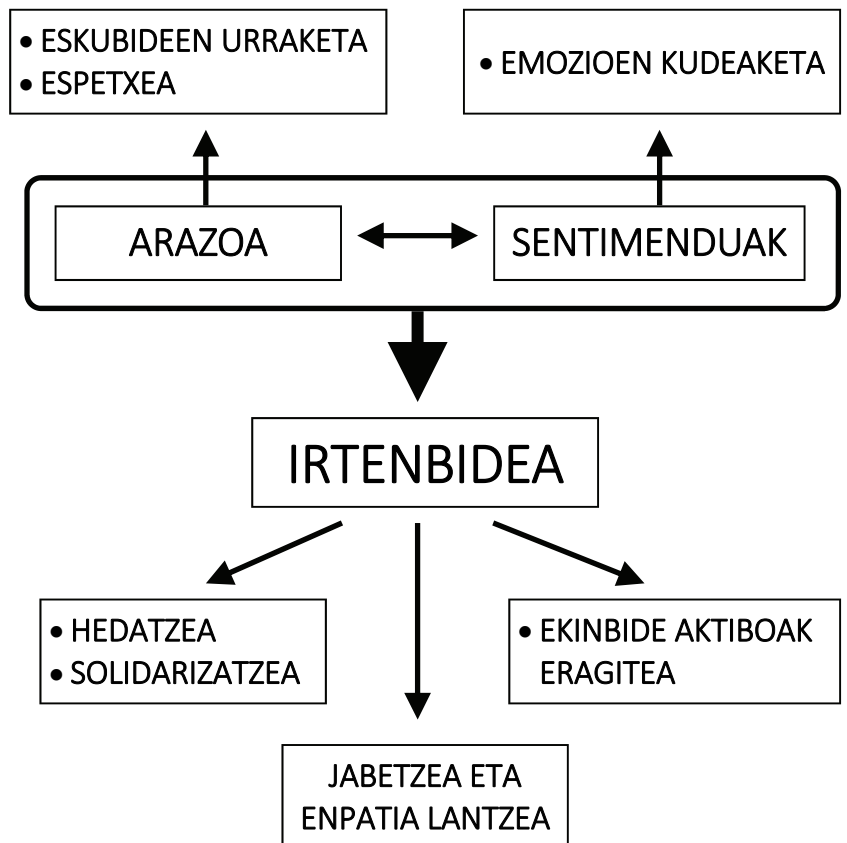 • ESKUBIDEEN URRAKETA
• ESPETXEA
• EMOZIOEN KUDEAKETA
ARAZOA
SENTIMENDUAK
IRTENBIDEA
• HEDATZEA
• SOLIDARIZATZEA
• EKINBIDE AKTIBOAK
ERAGITEA
JABETZEA ETA
ENPATIA LANTZEA